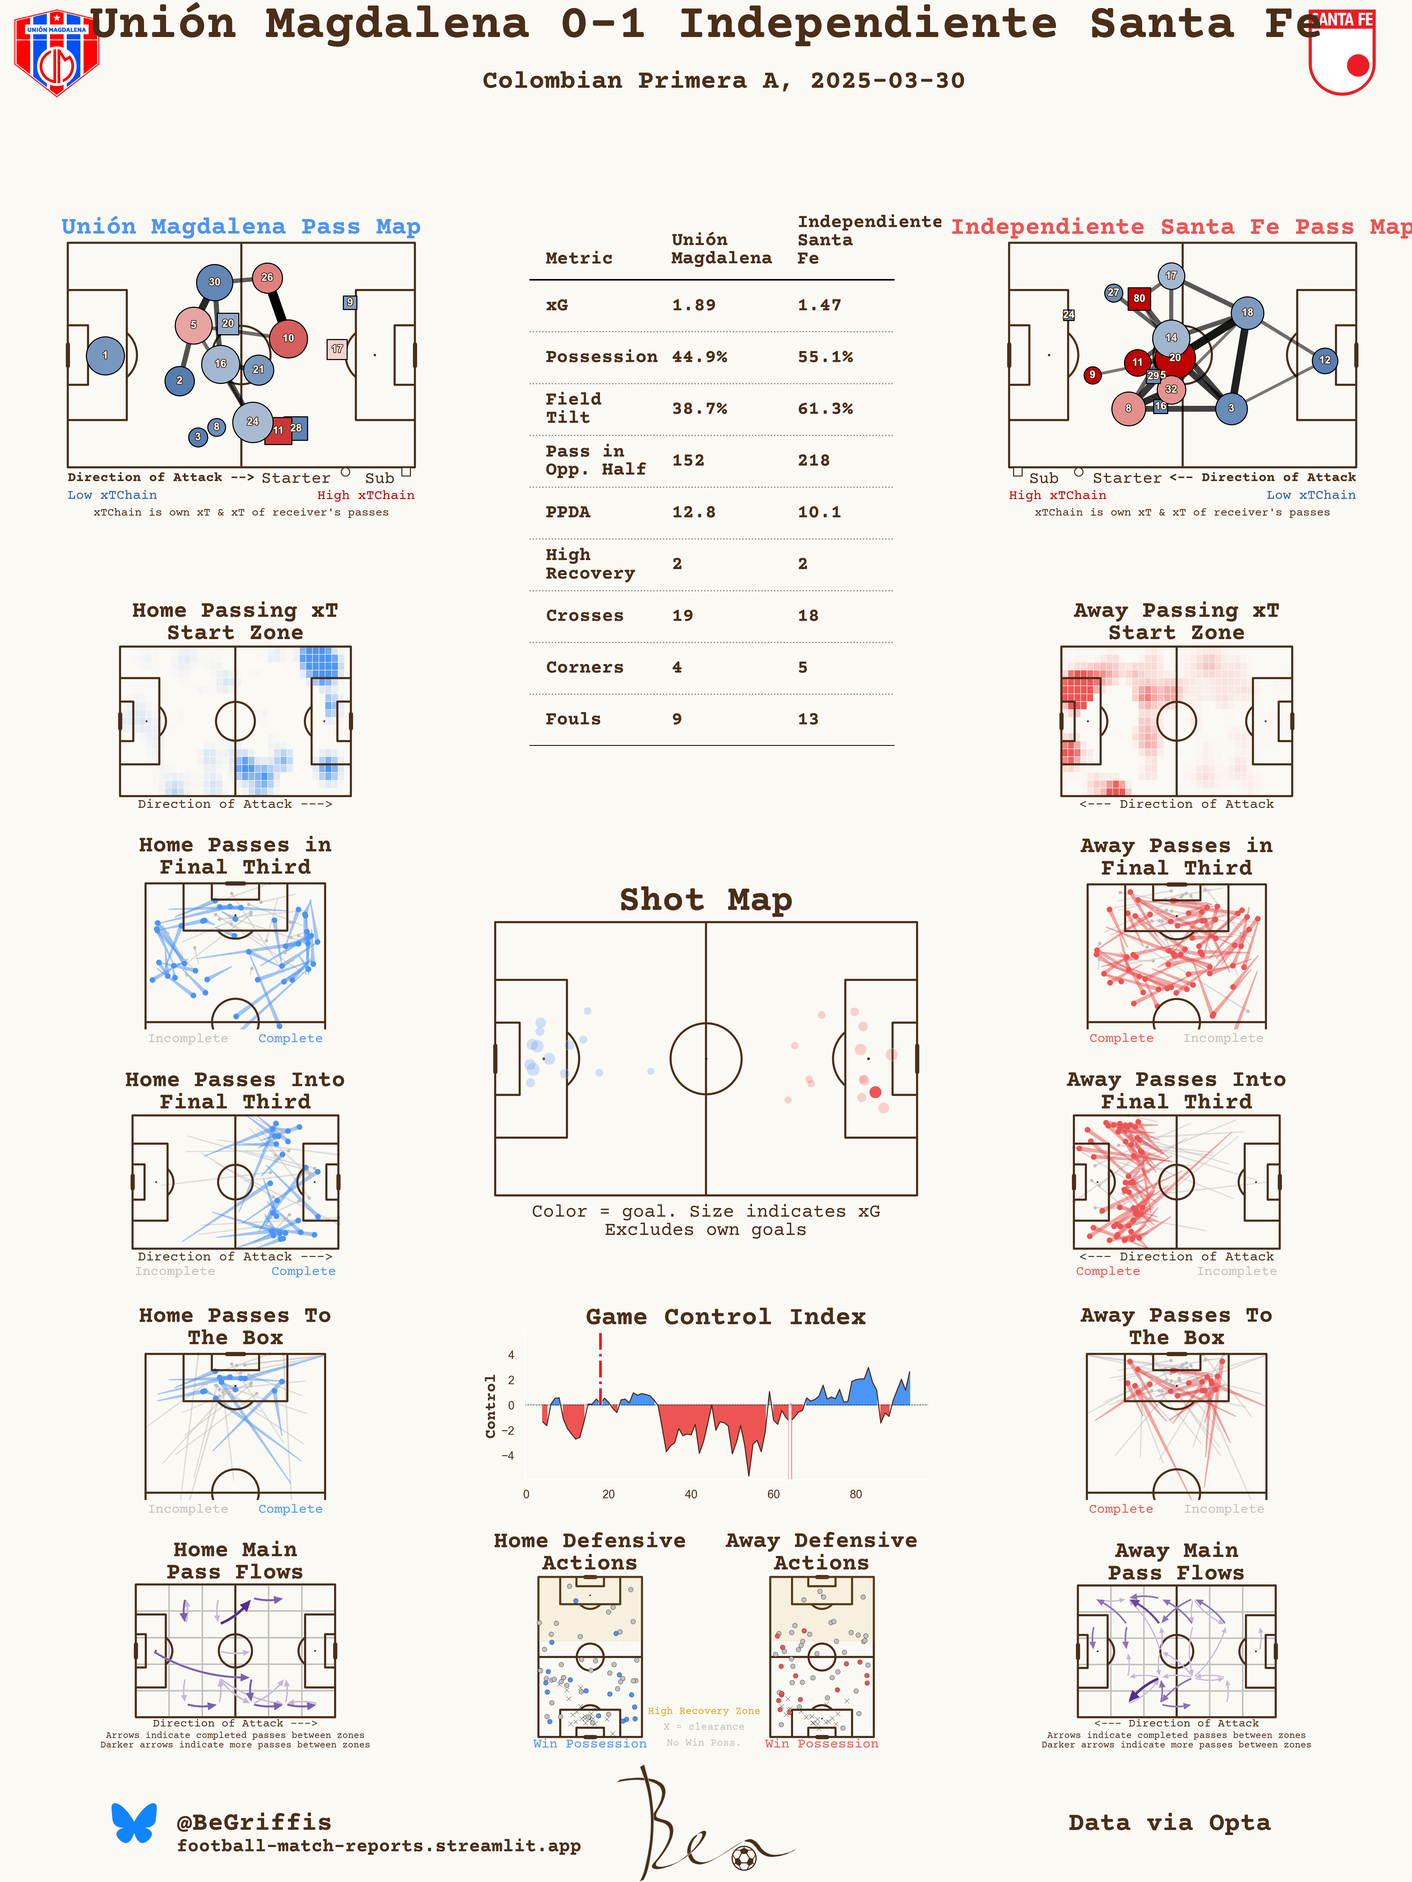 Unión Magdalena 0-1 Independiente Santa Fe
UNIÓN MAGDALENA
SANTA FE
Colombian Primera A, 2025-03-30
Unión Magdalena Pass Map
30
26
9
5
20
10
17
1
16
21
2
24
8
3
11
28
Direction of Attack --> Starter Sub
Low xTChain High xTChain
xTChain is own xT & xT of receiver's passes
Metric Unión Magdalena Independiente Santa Fe
xG 1.89 1.47
Possession 44.9% 55.1%
Field Tilt 38.7% 61.3%
Pass in Opp. Half 152 218
PPDA 12.8 10.1
High Recovery 2 2
Crosses 19 18
Corners 4 5
Fouls 9 13
Independiente Santa Fe Pass Map
17
27
80
24
18
14
20
11
12
9
29
5
32
8
16
3
Sub Starter <-- Direction of Attack
High xTChain Low xTChain
xTChain is own xT & xT of receiver's passes
Home Passing xT
Start Zone
Direction of Attack --->
Away Passing xT
Start Zone
<--- Direction of Attack
Home Passes in
Final Third
Incomplete Complete
Away Passes in
Final Third
Complete Incomplete
Shot Map
Color = goal. Size indicates xG
Excludes own goals
Home Passes Into
Final Third
Direction of Attack --->
Incomplete Complete
Away Passes Into
Final Third
<--- Direction of Attack
Complete Incomplete
Home Passes To
The Box
Incomplete Complete
Game Control Index
Control
4
2
0
−2
−4
0 20 40 60 80
Away Passes To
The Box
Complete Incomplete
Home Main
Pass Flows
Direction of Attack --->
Arrows indicate completed passes between zones
Darker arrows indicate more passes between zones
Home Defensive
Actions
Win Possession
High Recovery Zone
X = clearance
No Win Poss.
Away Defensive
Actions
Win Possession
Away Main
Pass Flows
<--- Direction of Attack
Arrows indicate completed passes between zones
Darker arrows indicate more passes between zones
@BeGriffis
football-match-reports.streamlit.app
Ben
Data via Opta